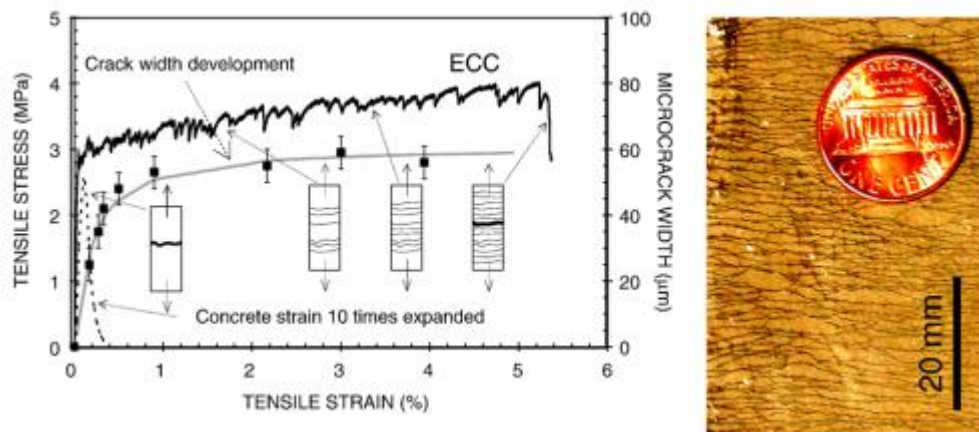 TENSILE STRESS (MPa)
5
4
3
2
1
0
Crack width development
ECC
Concrete strain 10 times expanded
100
80
60
40
20
0
MICROCRACK WIDTH (μm)
0 1 2 3 4 5 6
TENSILE STRAIN (%)
UNITED STATES OF AMERICA
ONE CENT
20 mm